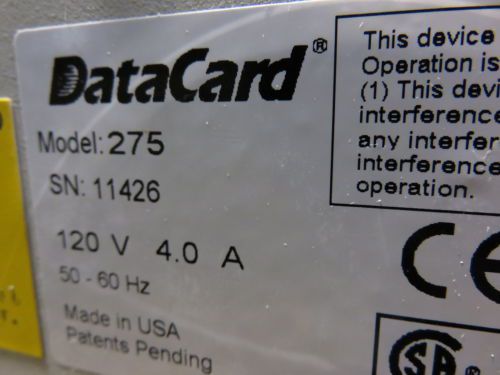 DataCard®
Model: 275
SN: 11426
120 V 4.0 A
50 - 60 Hz
Made in USA
Patents Pending
This device
Operation is
(1) This devi
interference
any interfer
interference
operation.
CE
SA